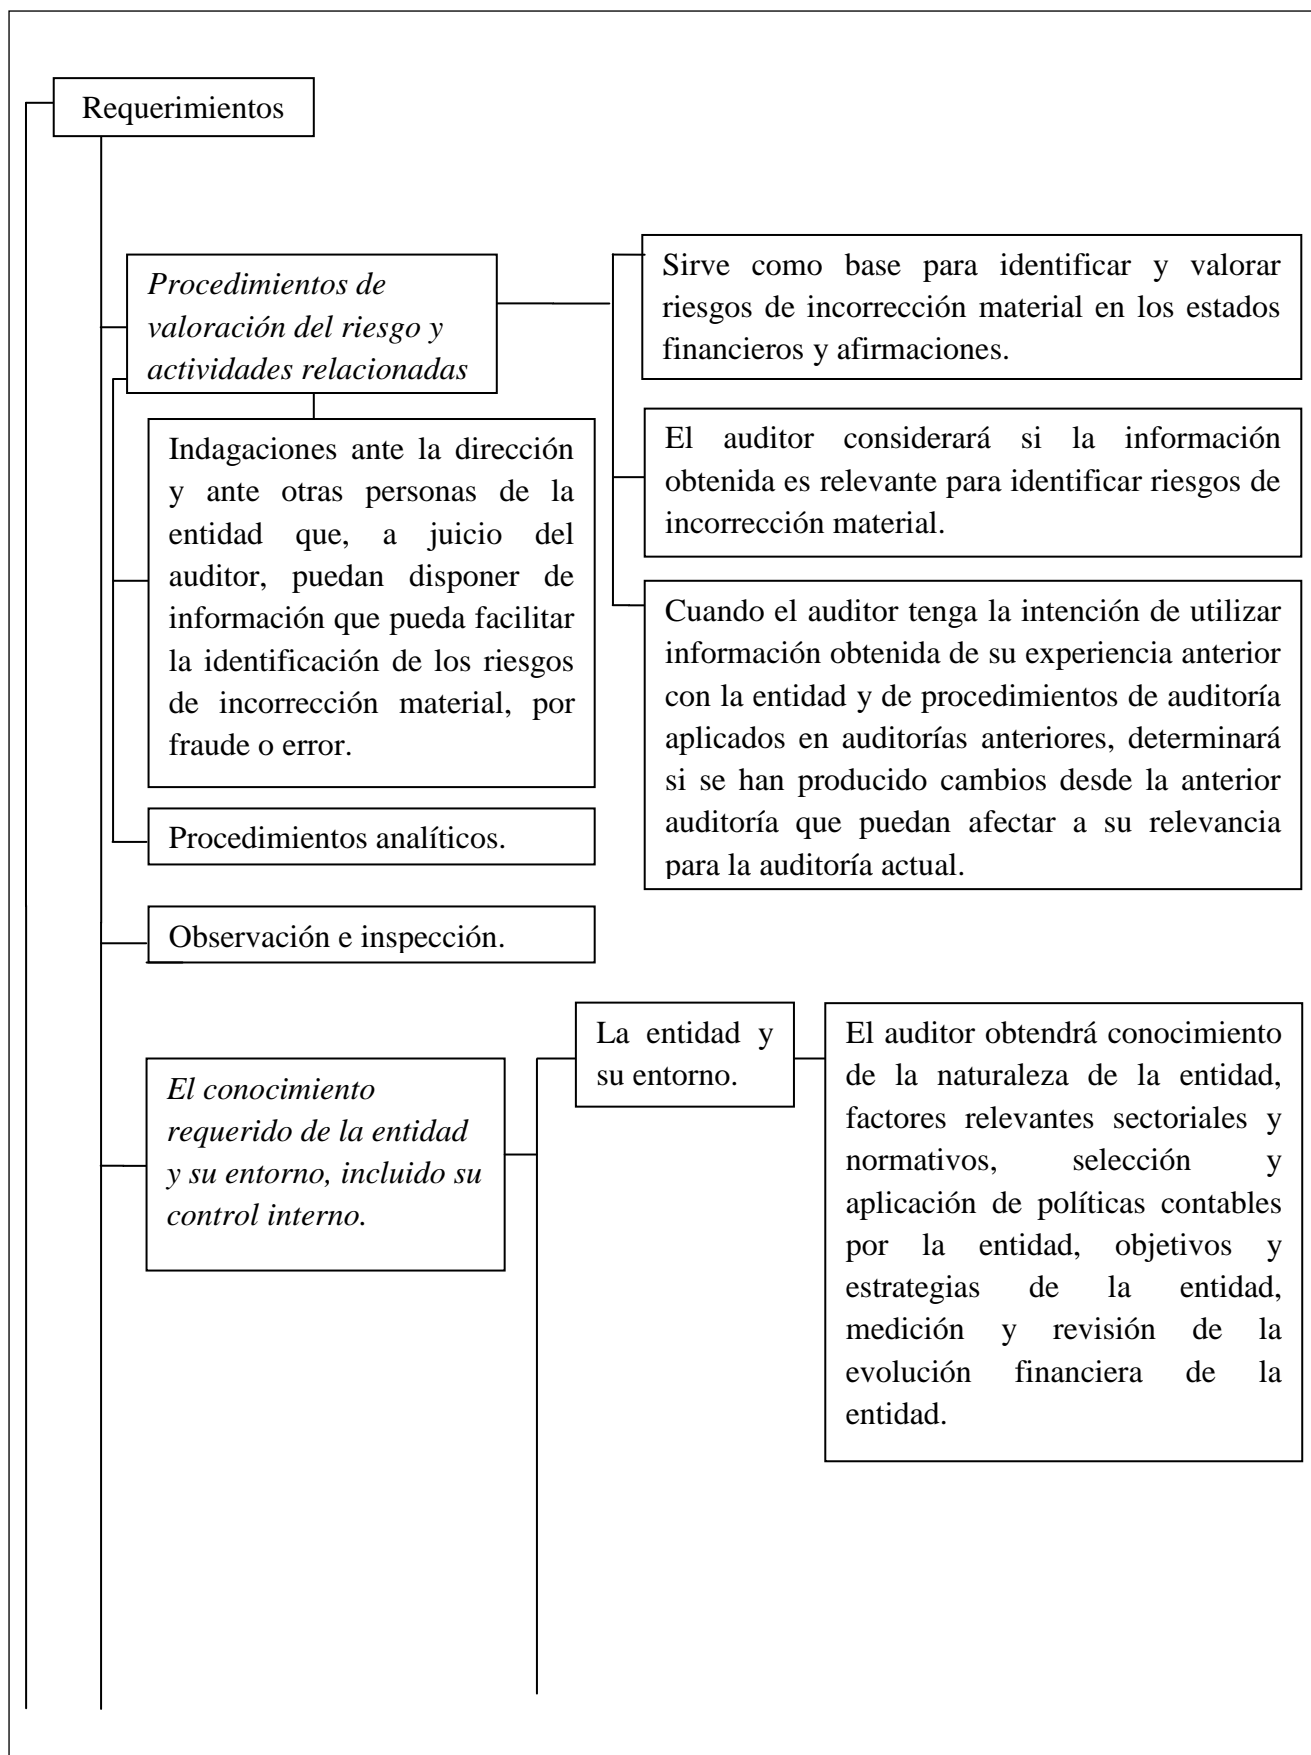 Requerimientos
Procedimientos de
valoración del riesgo y
actividades relacionadas
Sirve como base para identificar y valorar
riesgos de incorrección material en los estados
financieros y afirmaciones.
Indagaciones ante la dirección
y ante otras personas de la
entidad que, a juicio del
auditor, puedan disponer de
información que pueda facilitar
la identificación de los riesgos
de incorrección material, por
fraude o error.
El auditor considerará si la información
obtenida es relevante para identificar riesgos de
incorrección material.
Cuando el auditor tenga la intención de utilizar
información obtenida de su experiencia anterior
con la entidad y de procedimientos de auditoría
aplicados en auditorías anteriores, determinará
si se han producido cambios desde la anterior
auditoría que puedan afectar a su relevancia
para la auditoría actual.
Procedimientos analíticos.
Observación e inspección.
El conocimiento
requerido de la entidad
y su entorno, incluido su
control interno.
La entidad y
su entorno.
El auditor obtendrá conocimiento
de la naturaleza de la entidad,
factores relevantes sectoriales y
normativos, selección y
aplicación de políticas contables
por la entidad, objetivos y
estrategias de la entidad,
medición y revisión de la
evolución financiera de la
entidad.